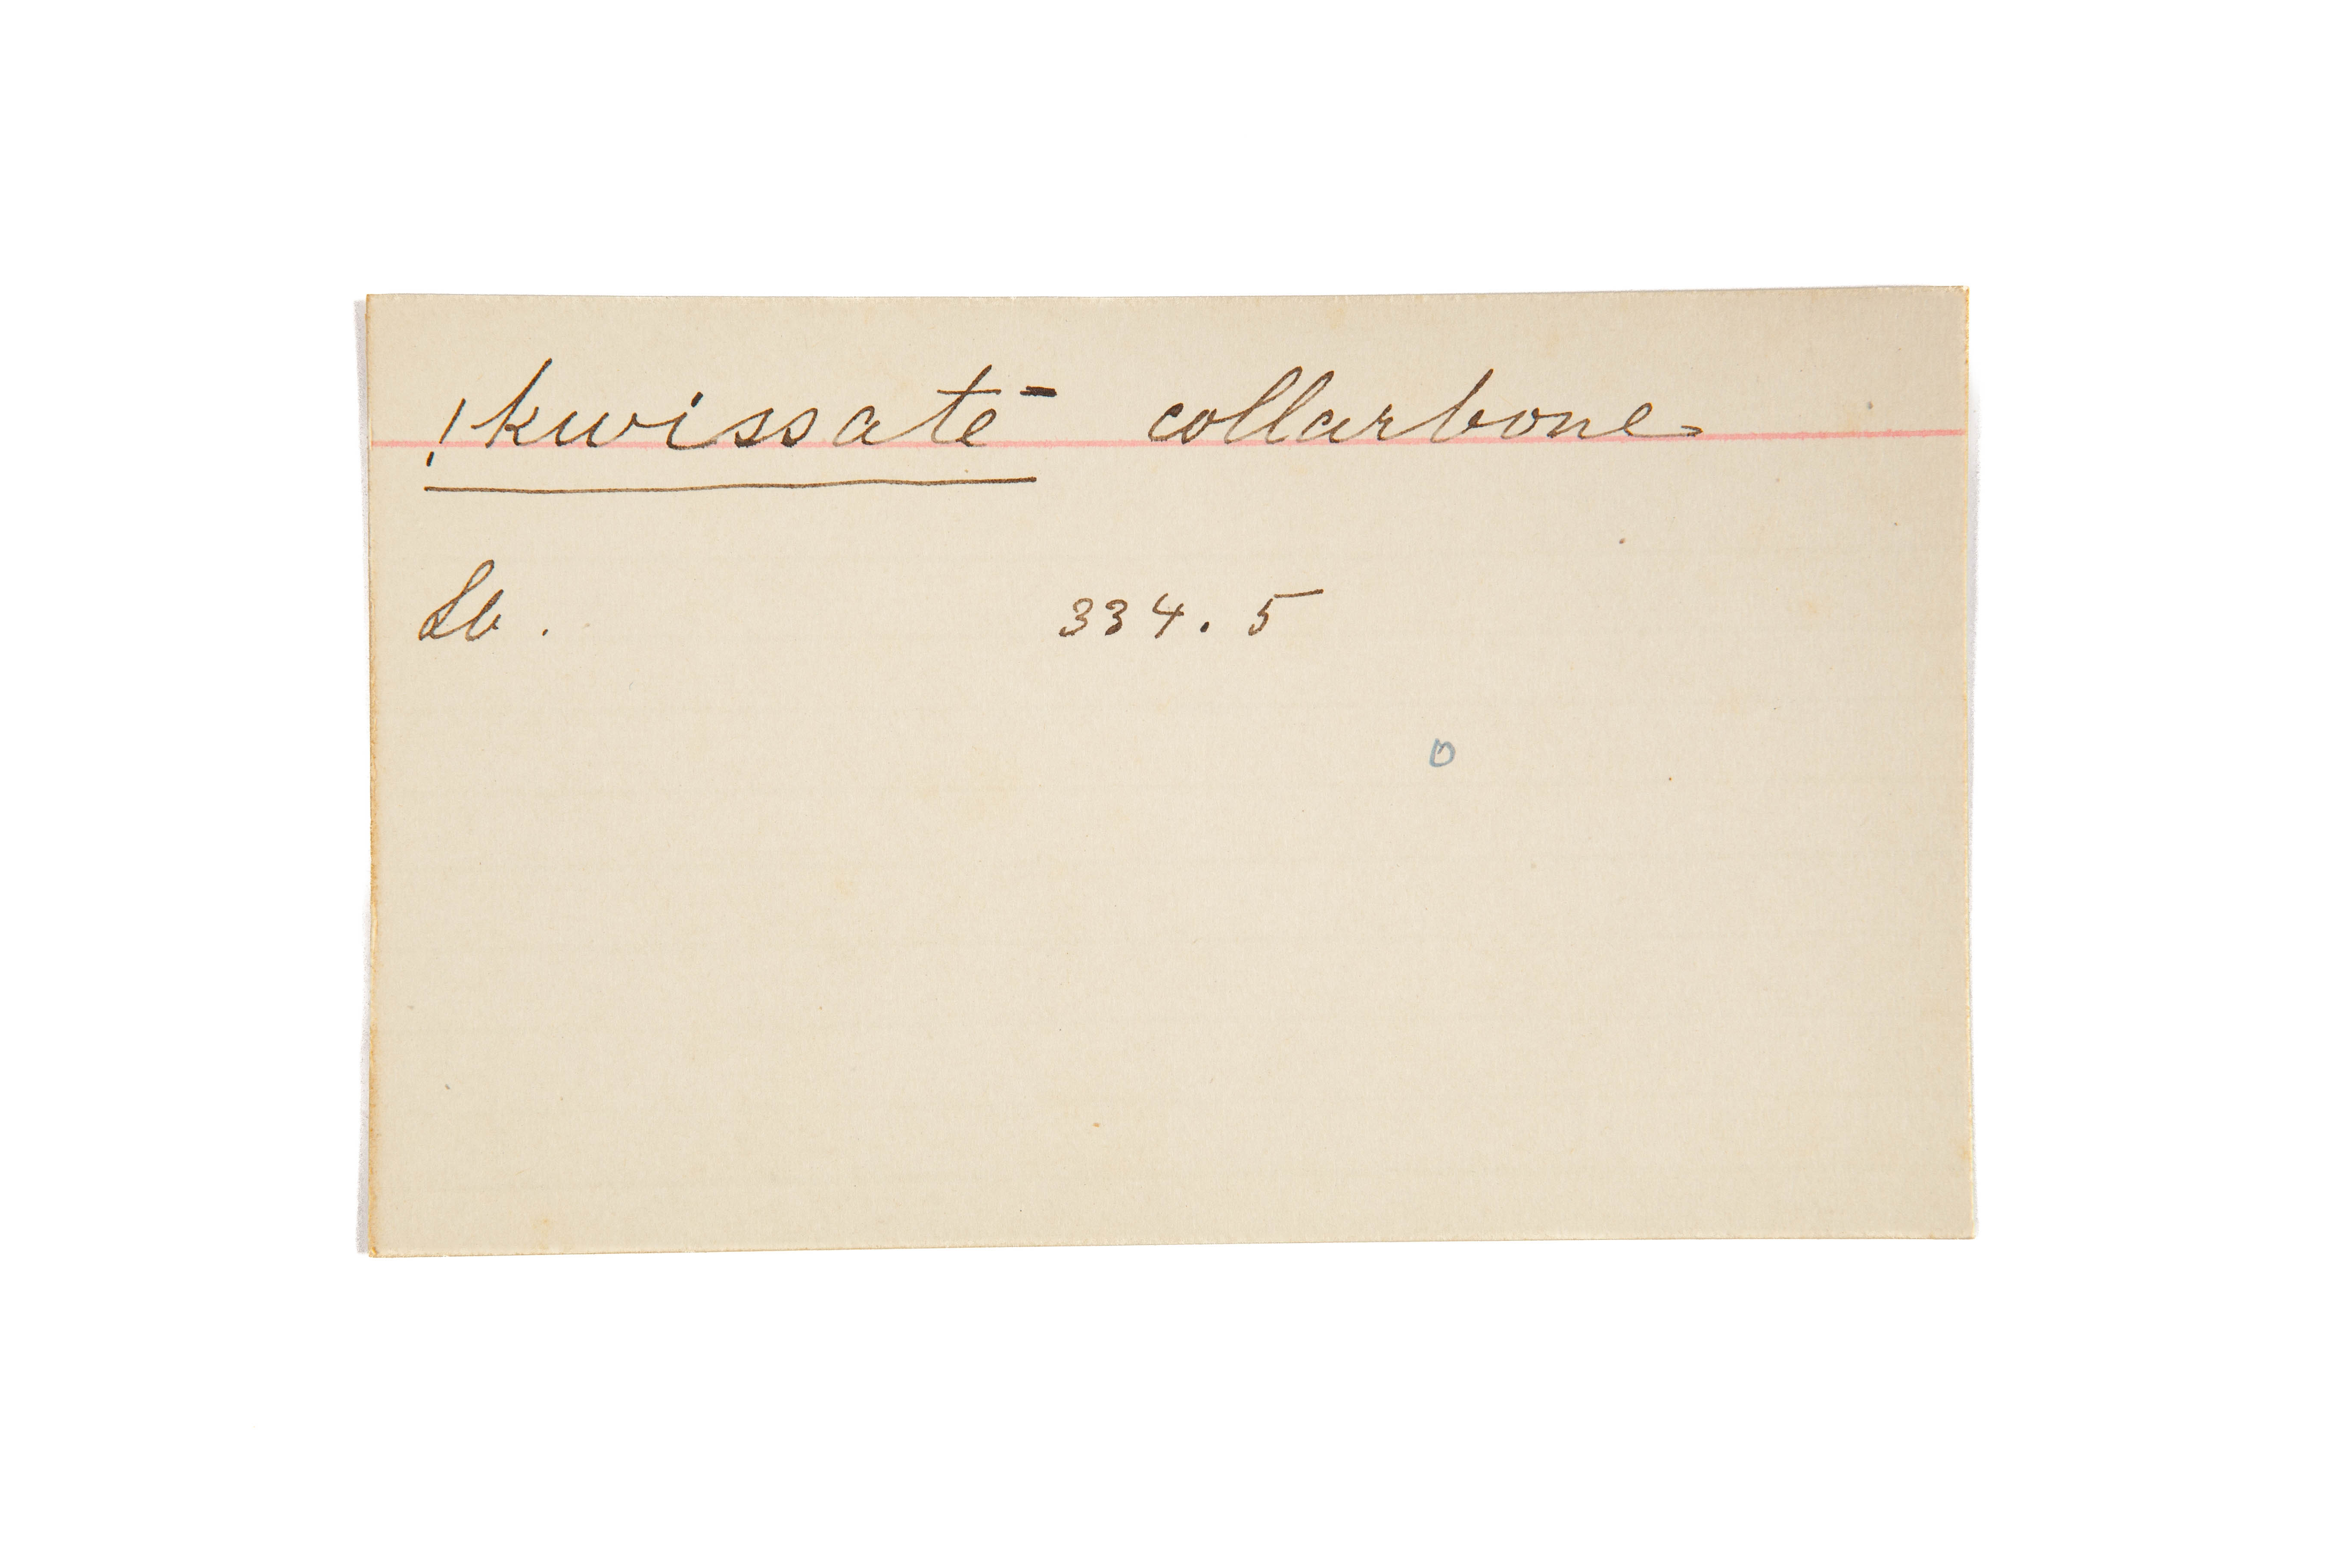 !kwissatē collarbone
Lb. 334.5
D